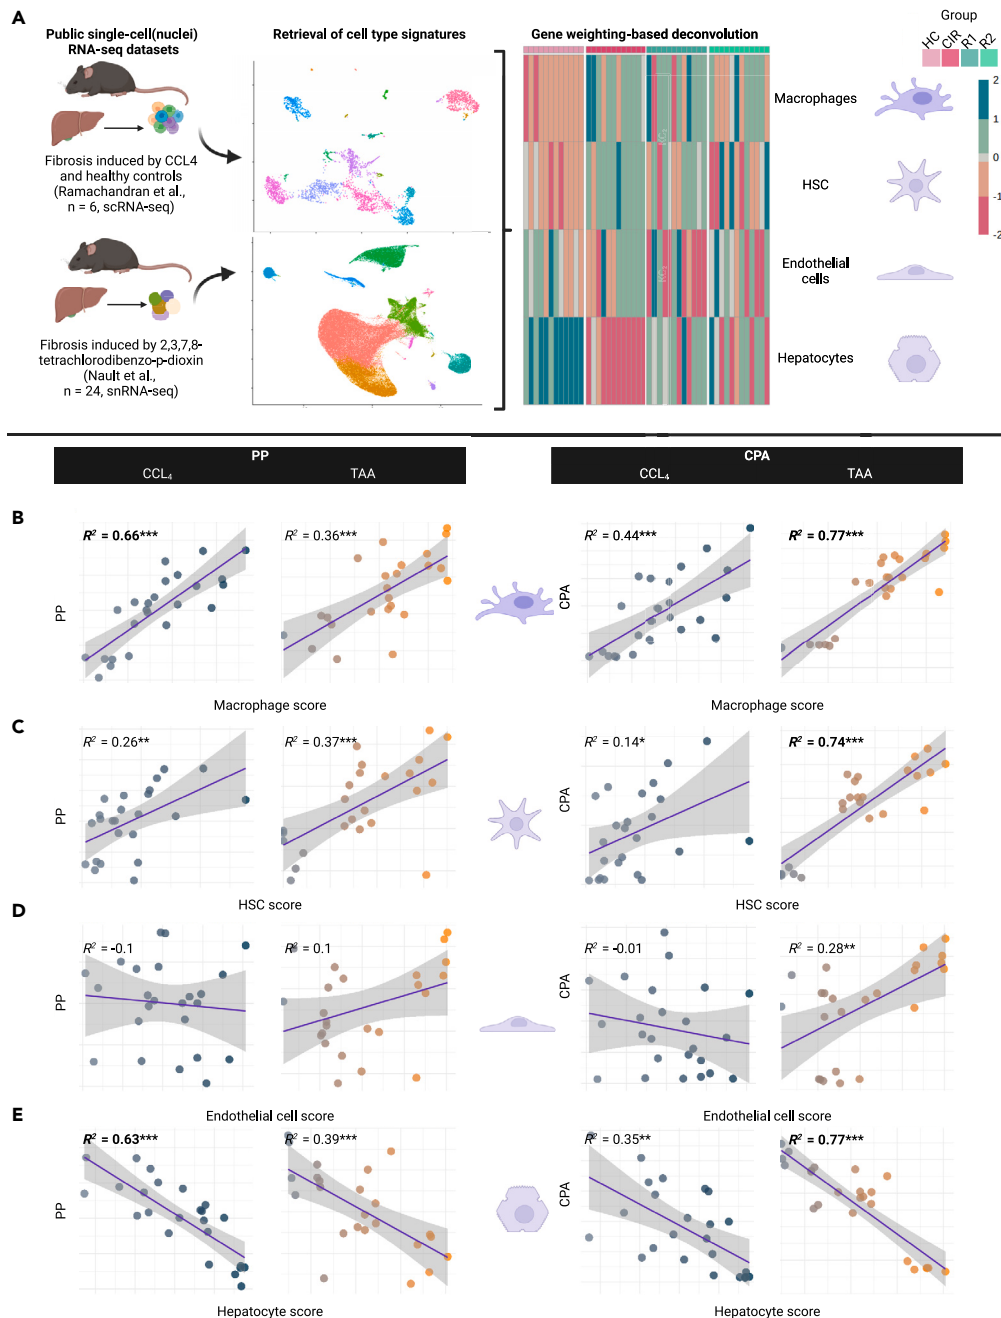 A
Public single-cell(nuclei)
RNA-seq datasets
Retrieval of cell type signatures
Gene weighting-based deconvolution
Group
HC
CIR
R1
R2
Fibrosis induced by CCL4
and healthy controls
(Ramachandran et al.,
n = 6, scRNA-seq)
Fibrosis induced by 2,3,7,8-
tetrachlorodibenzo-p-dioxin
(Nault et al.,
n = 24, snRNA-seq)
Macrophages
HSC
Endothelial
cells
Hepatocytes
2
1
0
-1
-2
PP
CCL₄ TAA
CPA
CCL₄ TAA
B
R² = 0.66***
R² = 0.36***
R² = 0.44***
R² = 0.77***
PP
CPA
Macrophage score
Macrophage score
C
R² = 0.26**
R² = 0.37***
R² = 0.14*
R² = 0.74***
PP
CPA
HSC score
HSC score
D
R² = -0.1
R² = 0.1
R² = -0.01
R² = 0.28**
PP
CPA
Endothelial cell score
Endothelial cell score
E
R² = 0.63***
R² = 0.39***
R² = 0.35**
R² = 0.77***
PP
CPA
Hepatocyte score
Hepatocyte score